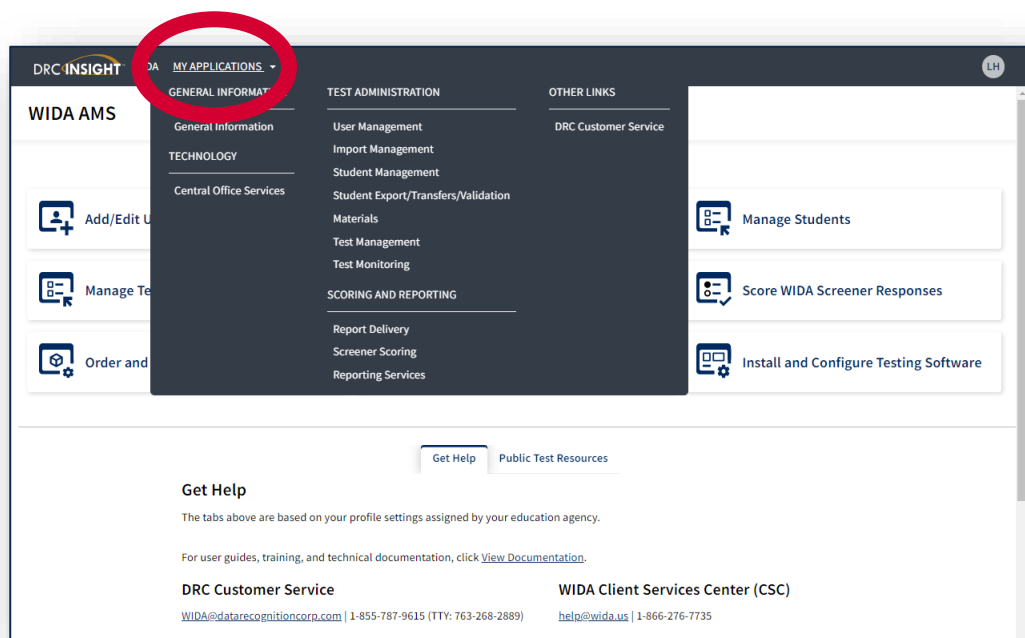 DRC INSIGHT DA MY APPLICATIONS LH
WIDA AMS
GENERAL INFORMAT
General Information
TECHNOLOGY
Central Office Services
TEST ADMINISTRATION
User Management
Import Management
Student Management
Student Export/Transfers/Validation
Materials
Test Management
Test Monitoring
SCORING AND REPORTING
Report Delivery
Screener Scoring
Reporting Services
OTHER LINKS
DRC Customer Service
Add/Edit U
Manage Students
Manage Te
Score WIDA Screener Responses
Order and
Install and Configure Testing Software
Get Help Public Test Resources
Get Help
The tabs above are based on your profile settings assigned by your education agency.
For user guides, training, and technical documentation, click View Documentation.
DRC Customer Service
WIDA@datarecognitioncorp.com | 1-855-787-9615 (TTY: 763-268-2889)
WIDA Client Services Center (CSC)
help@wida.us | 1-866-276-7735